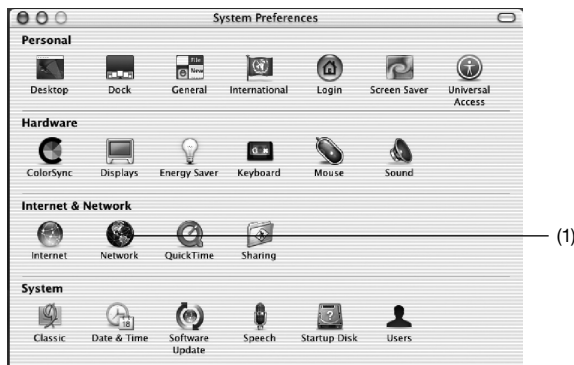 System Preferences
Personal
Desktop Dock General International Login Screen Saver Universal Access
Hardware
ColorSync Displays Energy Saver Keyboard Mouse Sound
Internet & Network
Internet Network QuickTime Sharing
(1)
System
Classic Date & Time Software Update Speech Startup Disk Users
File
New
18